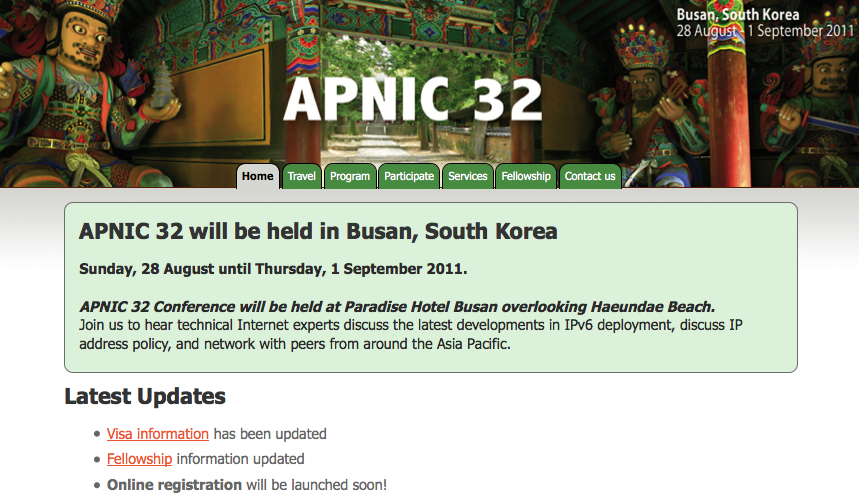 Busan, South Korea
28 August - 1 September 2011
APNIC 32
Home Travel Program Participate Services Fellowship Contact us
APNIC 32 will be held in Busan, South Korea
Sunday, 28 August until Thursday, 1 September 2011.
APNIC 32 Conference will be held at Paradise Hotel Busan overlooking Haeundae Beach.
Join us to hear technical Internet experts discuss the latest developments in IPv6 deployment, discuss IP
address policy, and network with peers from around the Asia Pacific.
Latest Updates
• Visa information has been updated
• Fellowship information updated
• Online registration will be launched soon!